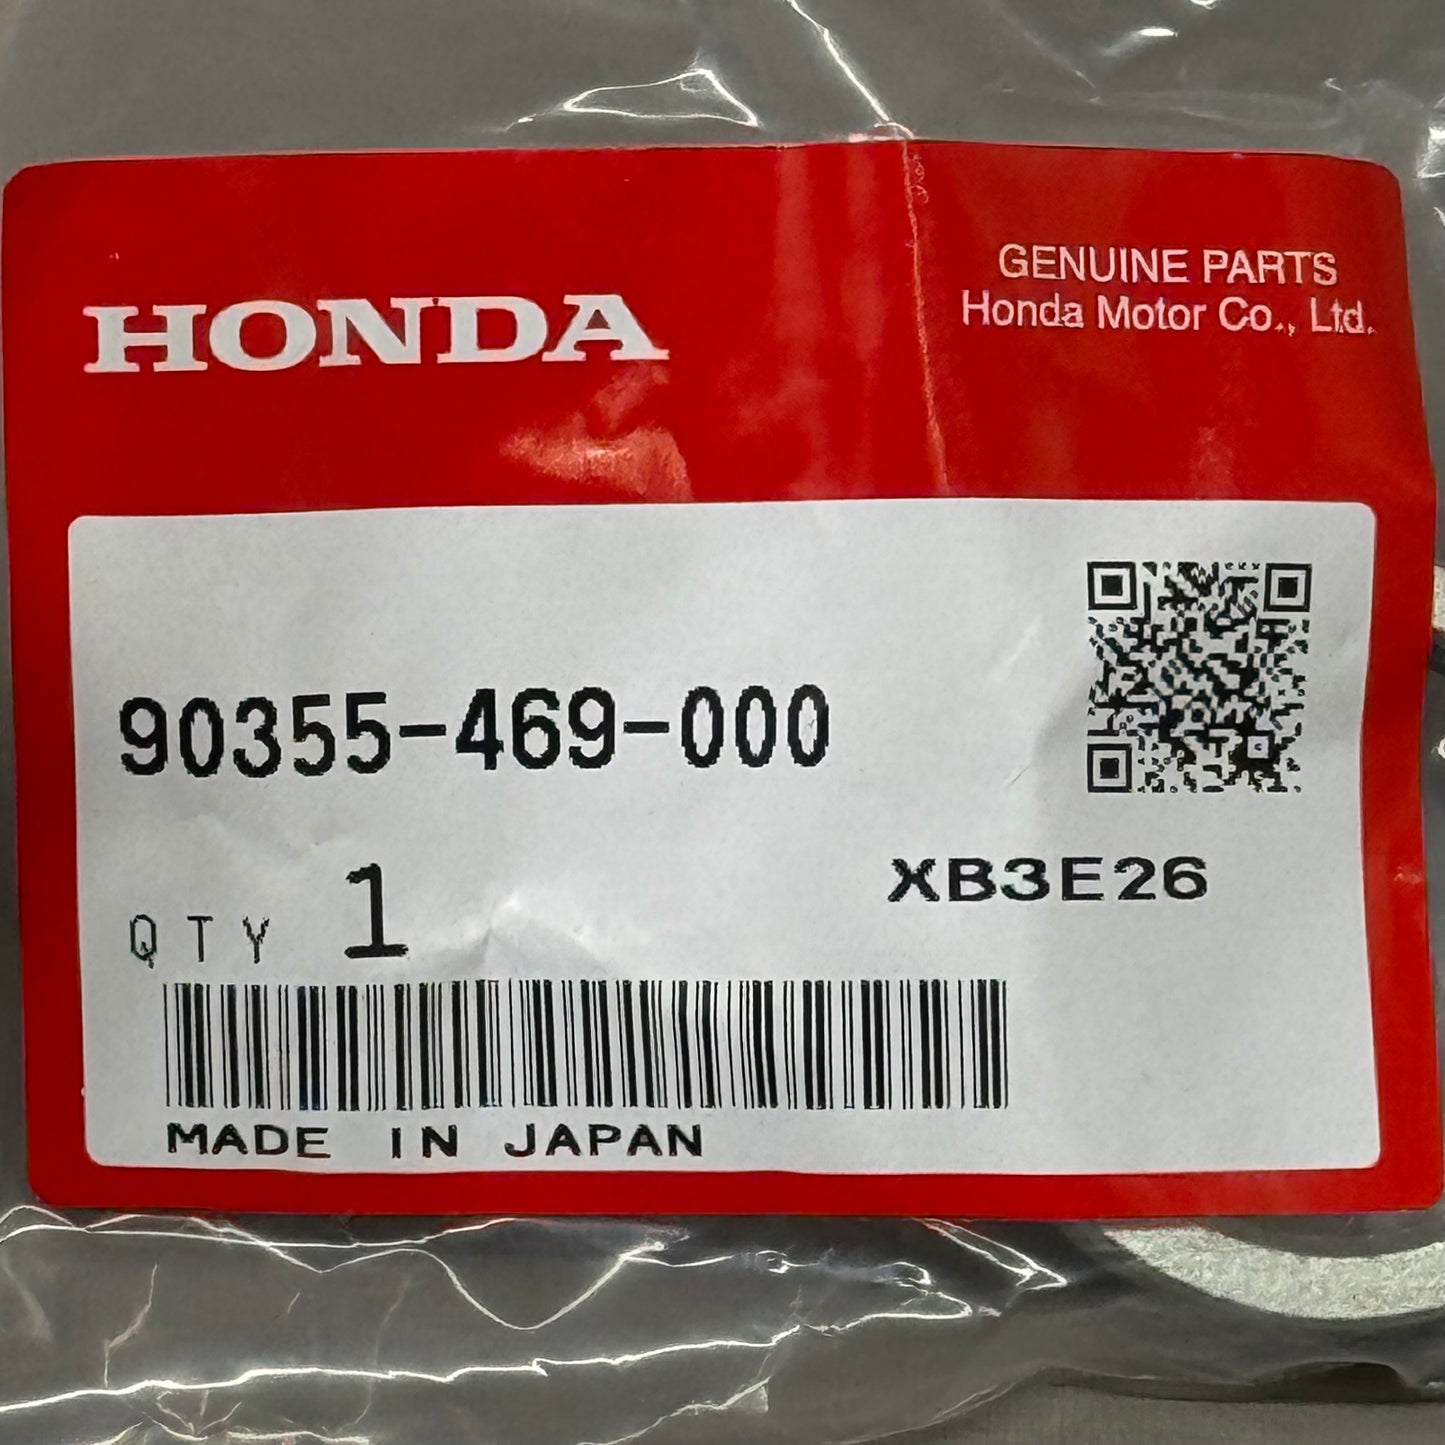 HONDA
GENUINE PARTS
Honda Motor Co., Ltd.
90355-469-000
QTY 1
XB3E26
MADE IN JAPAN